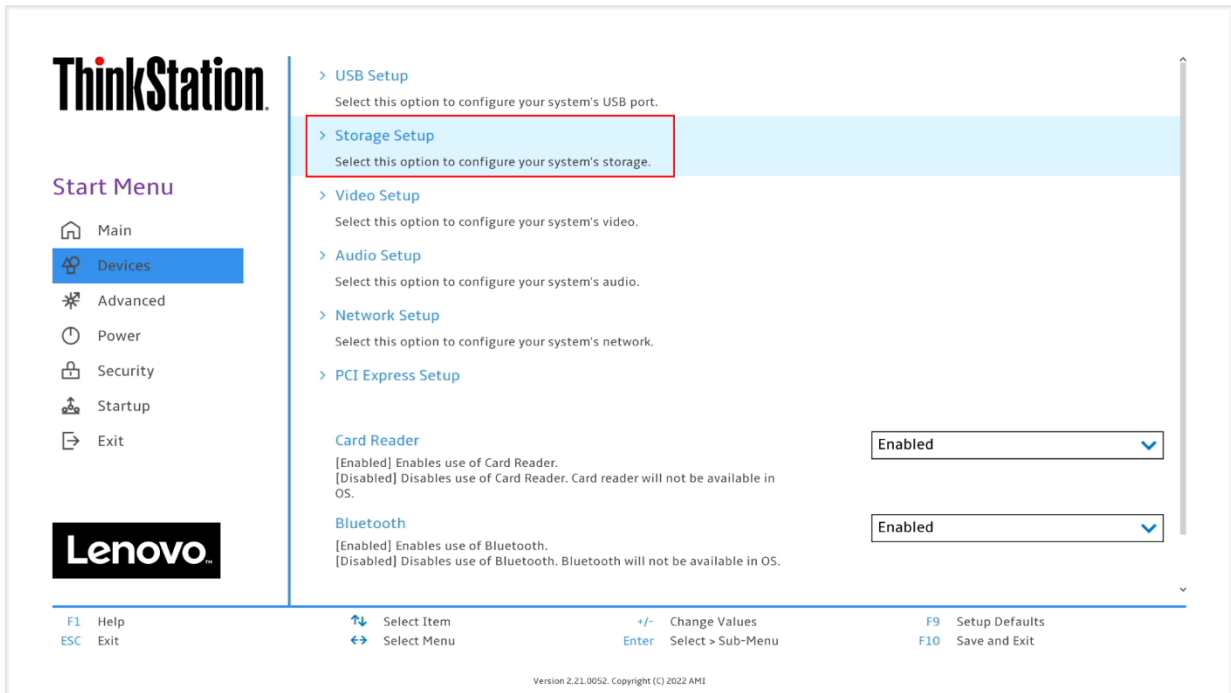 ThinkStation
Start Menu
Main
Devices
Advanced
Power
Security
Startup
Exit
Lenovo
> USB Setup
Select this option to configure your system's USB port.
> Storage Setup
Select this option to configure your system's storage.
> Video Setup
Select this option to configure your system's video.
> Audio Setup
Select this option to configure your system's audio.
> Network Setup
Select this option to configure your system's network.
> PCI Express Setup
Card Reader
Enabled
[Enabled] Enables use of Card Reader.
[Disabled] Disables use of Card Reader. Card reader will not be available in
OS.
Bluetooth
Enabled
[Enabled] Enables use of Bluetooth.
[Disabled] Disables use of Bluetooth. Bluetooth will not be available in OS.
F1 Help ↑↓ Select Item +/- Change Values F9 Setup Defaults
ESC Exit ←→ Select Menu Enter Select > Sub-Menu F10 Save and Exit
Version 2.21.0052. Copyright (C) 2022 AMI